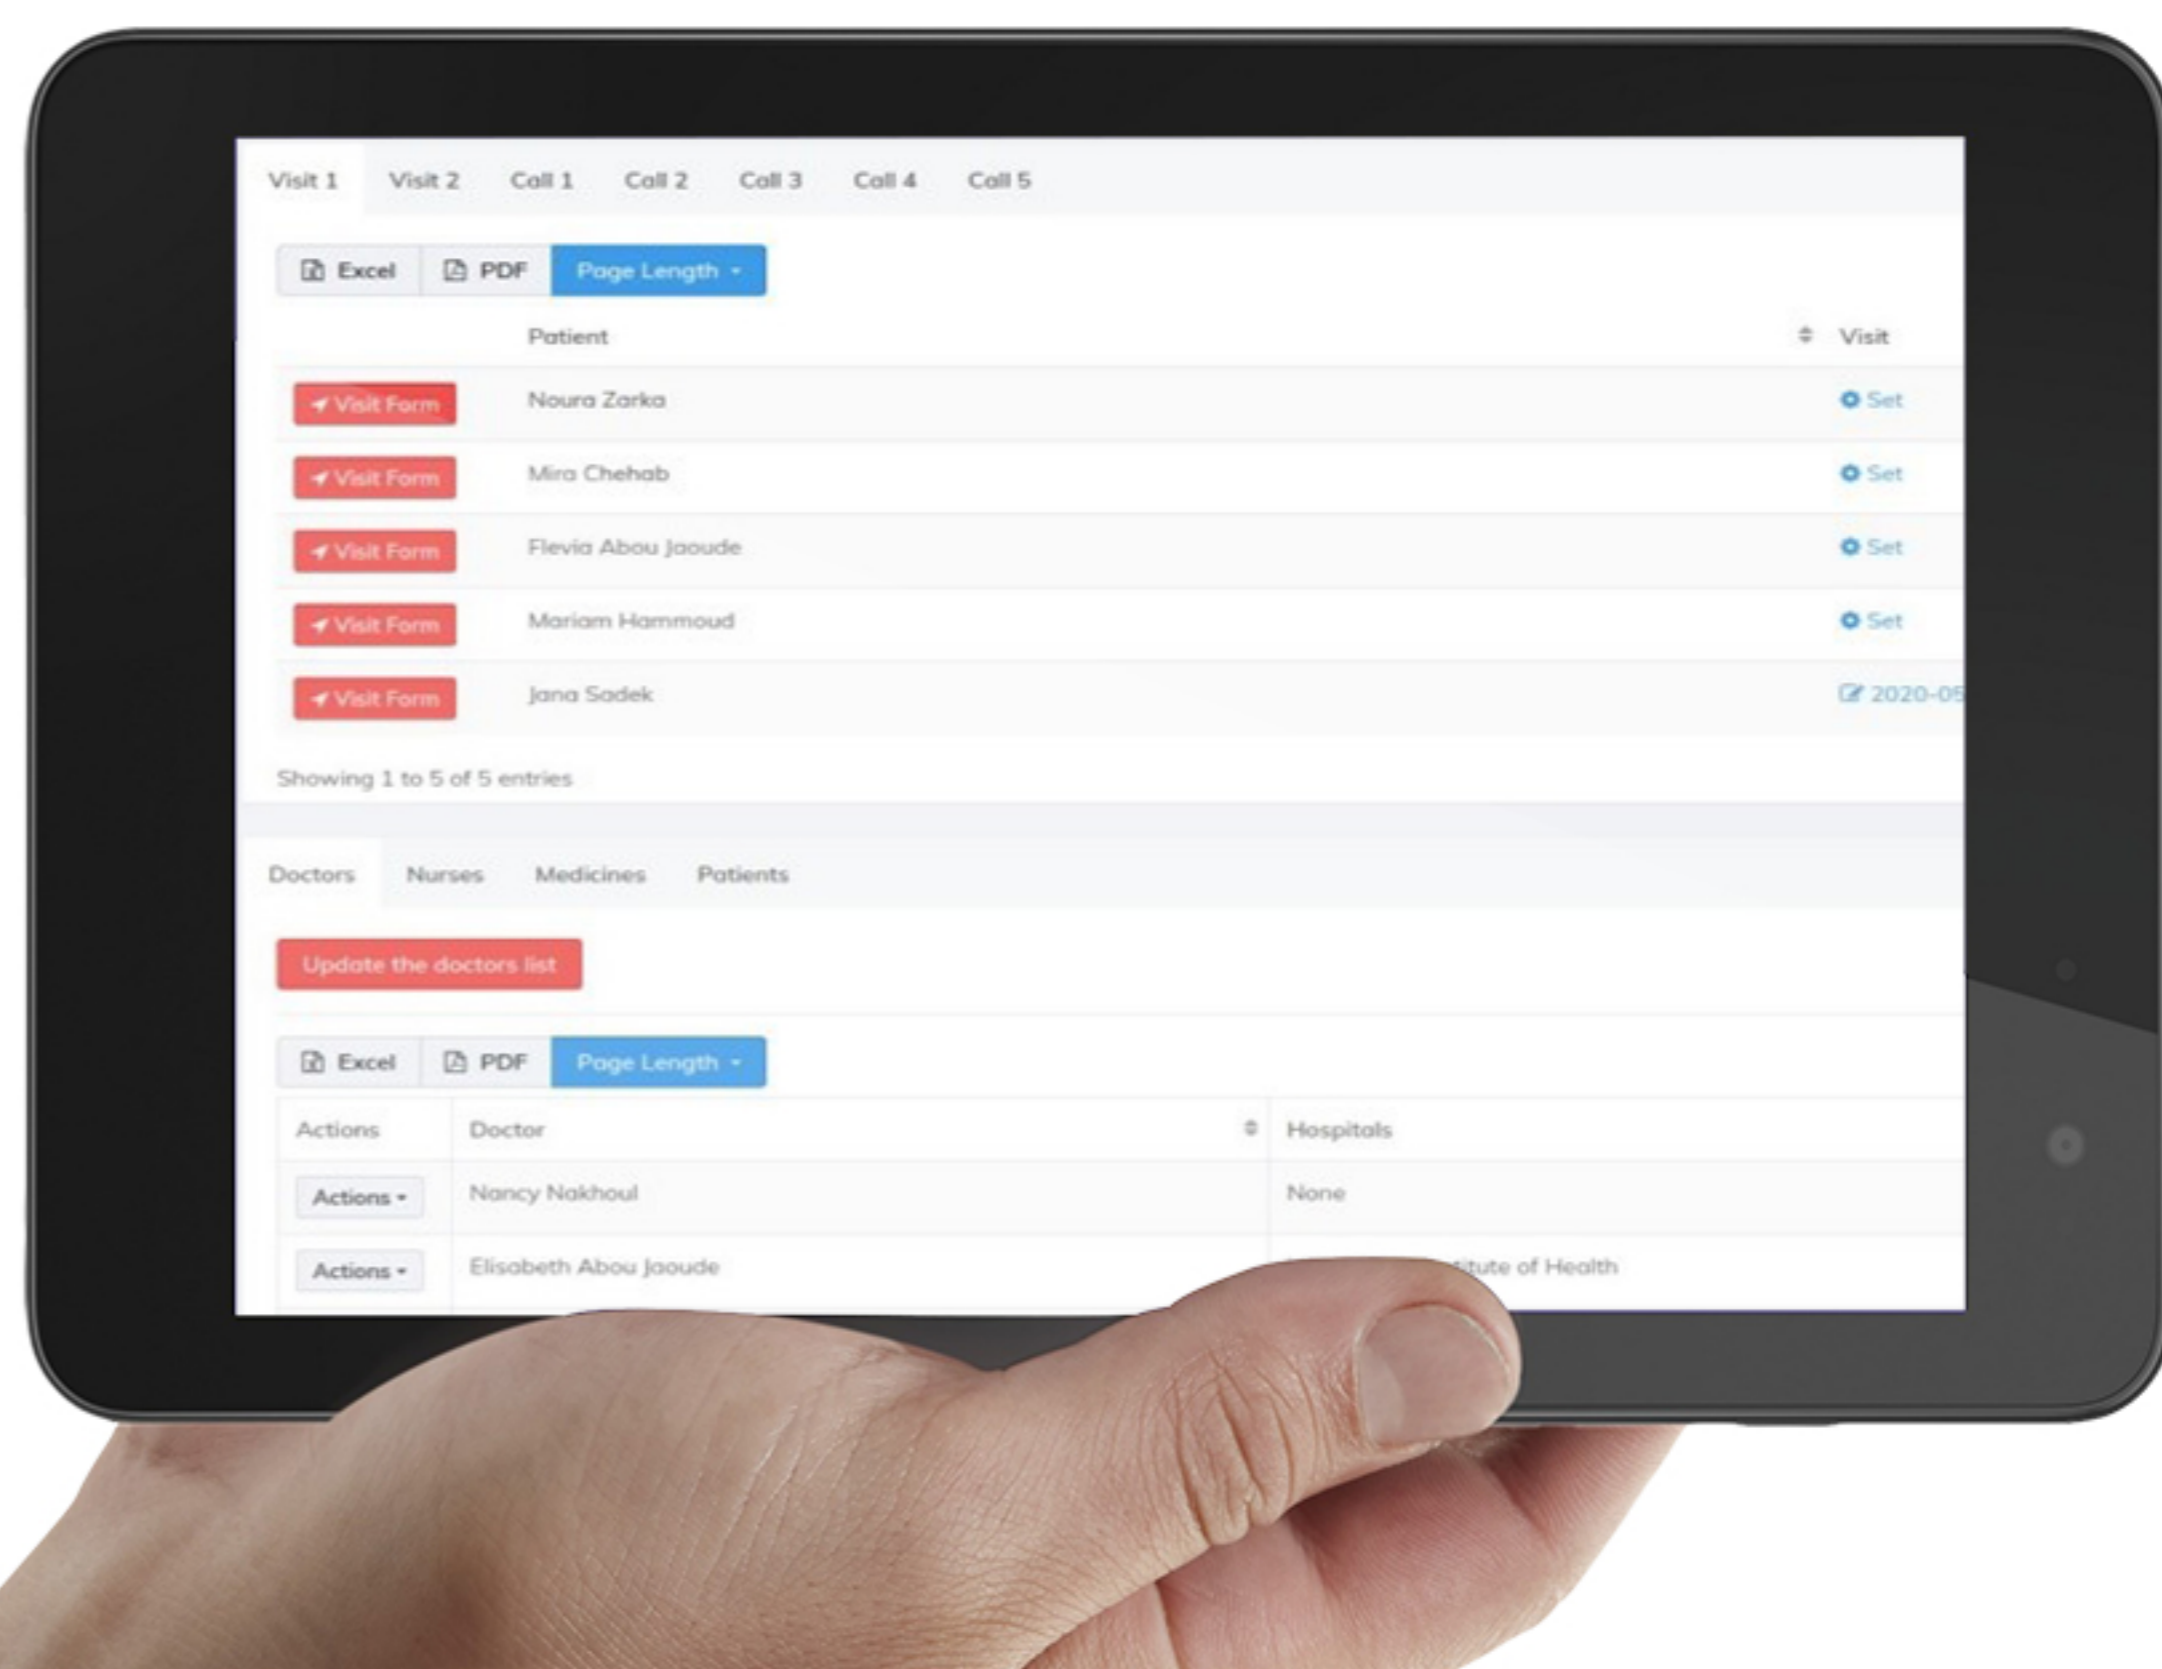 Visit 1 Visit 2 Call 1 Call 2 Call 3 Call 4 Call 5
Excel PDF Page Length
Patient Visit
Visit Form Noura Zarka Set
Visit Form Mira Chehab Set
Visit Form Flevia Abou Jaoude Set
Visit Form Mariam Hammoud Set
Visit Form Jana Sadek 2020-05
Showing 1 to 5 of 5 entries
Doctors Nurses Medicines Patients
Update the doctors list
Excel PDF Page Length
Actions Doctor Hospitals
Actions Nancy Nakhoul None
Actions Elisabeth Abou Jaoude of Health